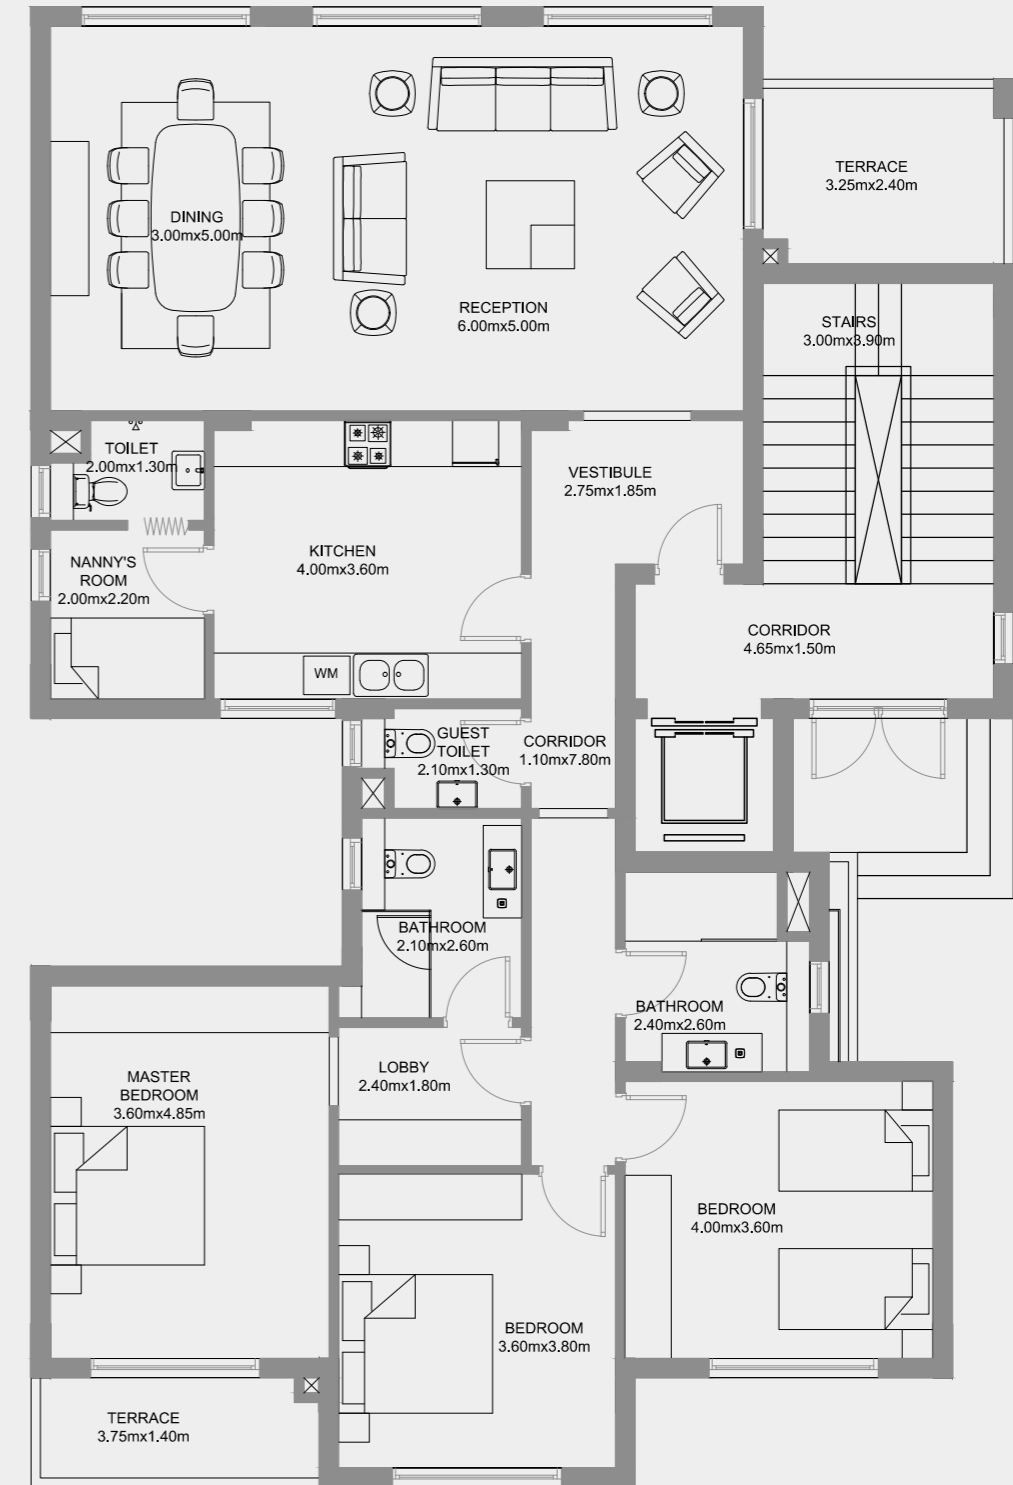 TERRACE
3.25mx2.40m
DINING
3.00mx5.00m
RECEPTION
6.00mx5.00m
STAIRS
3.00mx3.90m
TOILET
2.00mx1.30m
VESTIBULE
2.75mx1.85m
KITCHEN
4.00mx3.60m
NANNY'S
ROOM
2.00mx2.20m
CORRIDOR
4.65mx1.50m
WM
GUEST
TOILET
2.10mx1.30m
CORRIDOR
1.10mx7.80m
BATHROOM
2.10mx2.60m
BATHROOM
2.40mx2.60m
LOBBY
2.40mx1.80m
MASTER
BEDROOM
3.60mx4.85m
BEDROOM
4.00mx3.60m
BEDROOM
3.60mx3.80m
TERRACE
3.75mx1.40m